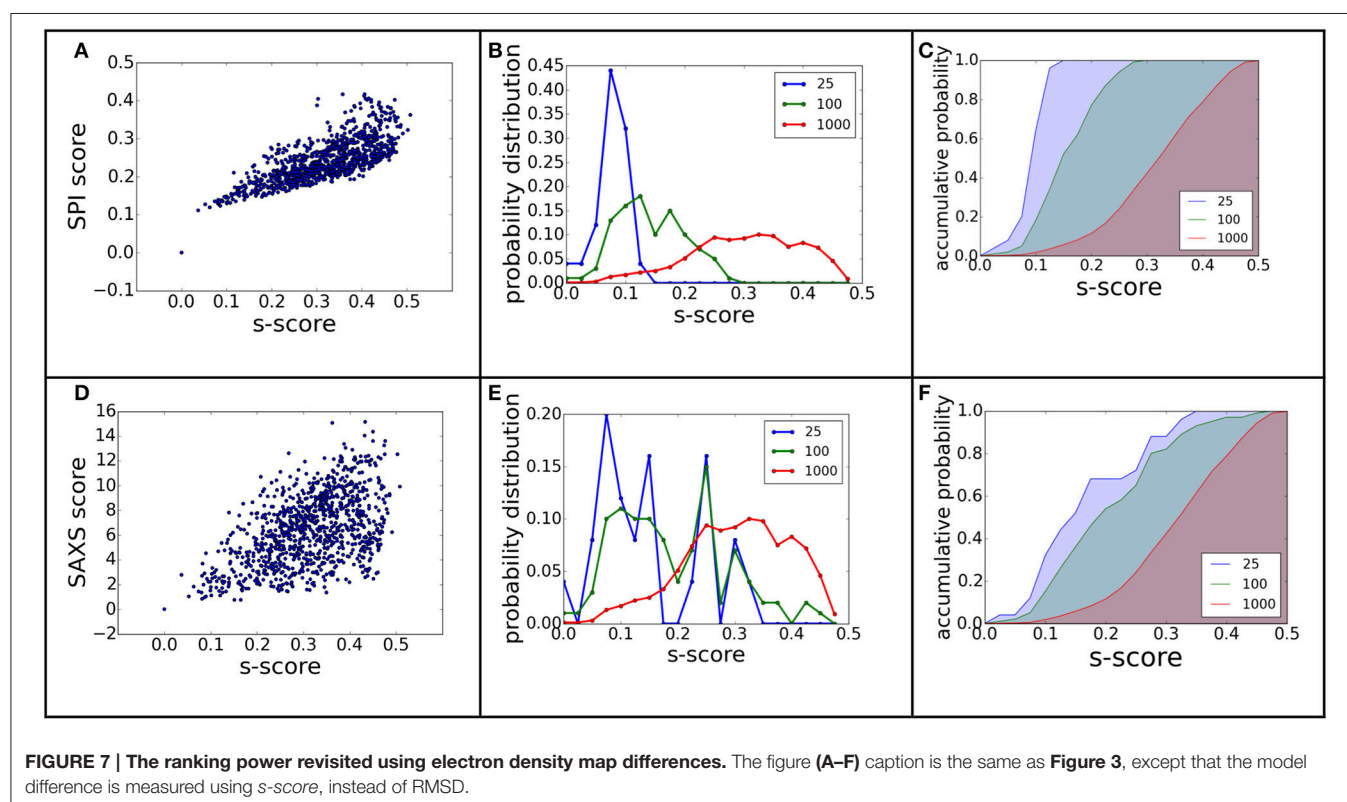 A
0.5
0.4
0.3
0.2
0.1
0.0
−0.1
SPI score
0.0 0.1 0.2 0.3 0.4 0.5
s-score
B
0.45
0.40
0.35
0.30
0.25
0.20
0.15
0.10
0.05
0.00
probability distribution
25
100
1000
0.0 0.1 0.2 0.3 0.4 0.5
s-score
C
1.0
0.8
0.6
0.4
0.2
0.0
accumulative probability
25
100
1000
0.0 0.1 0.2 0.3 0.4 0.5
s-score
D
16
14
12
10
8
6
4
2
0
−2
SAXS score
0.0 0.1 0.2 0.3 0.4 0.5
s-score
E
0.20
0.15
0.10
0.05
0.00
probability distribution
25
100
1000
0.0 0.1 0.2 0.3 0.4 0.5
s-score
F
1.0
0.8
0.6
0.4
0.2
0.0
accumulative probability
25
100
1000
0.0 0.1 0.2 0.3 0.4 0.5
s-score
FIGURE 7 | The ranking power revisited using electron density map differences. The figure (A–F) caption is the same as Figure 3, except that the model
difference is measured using s-score, instead of RMSD.